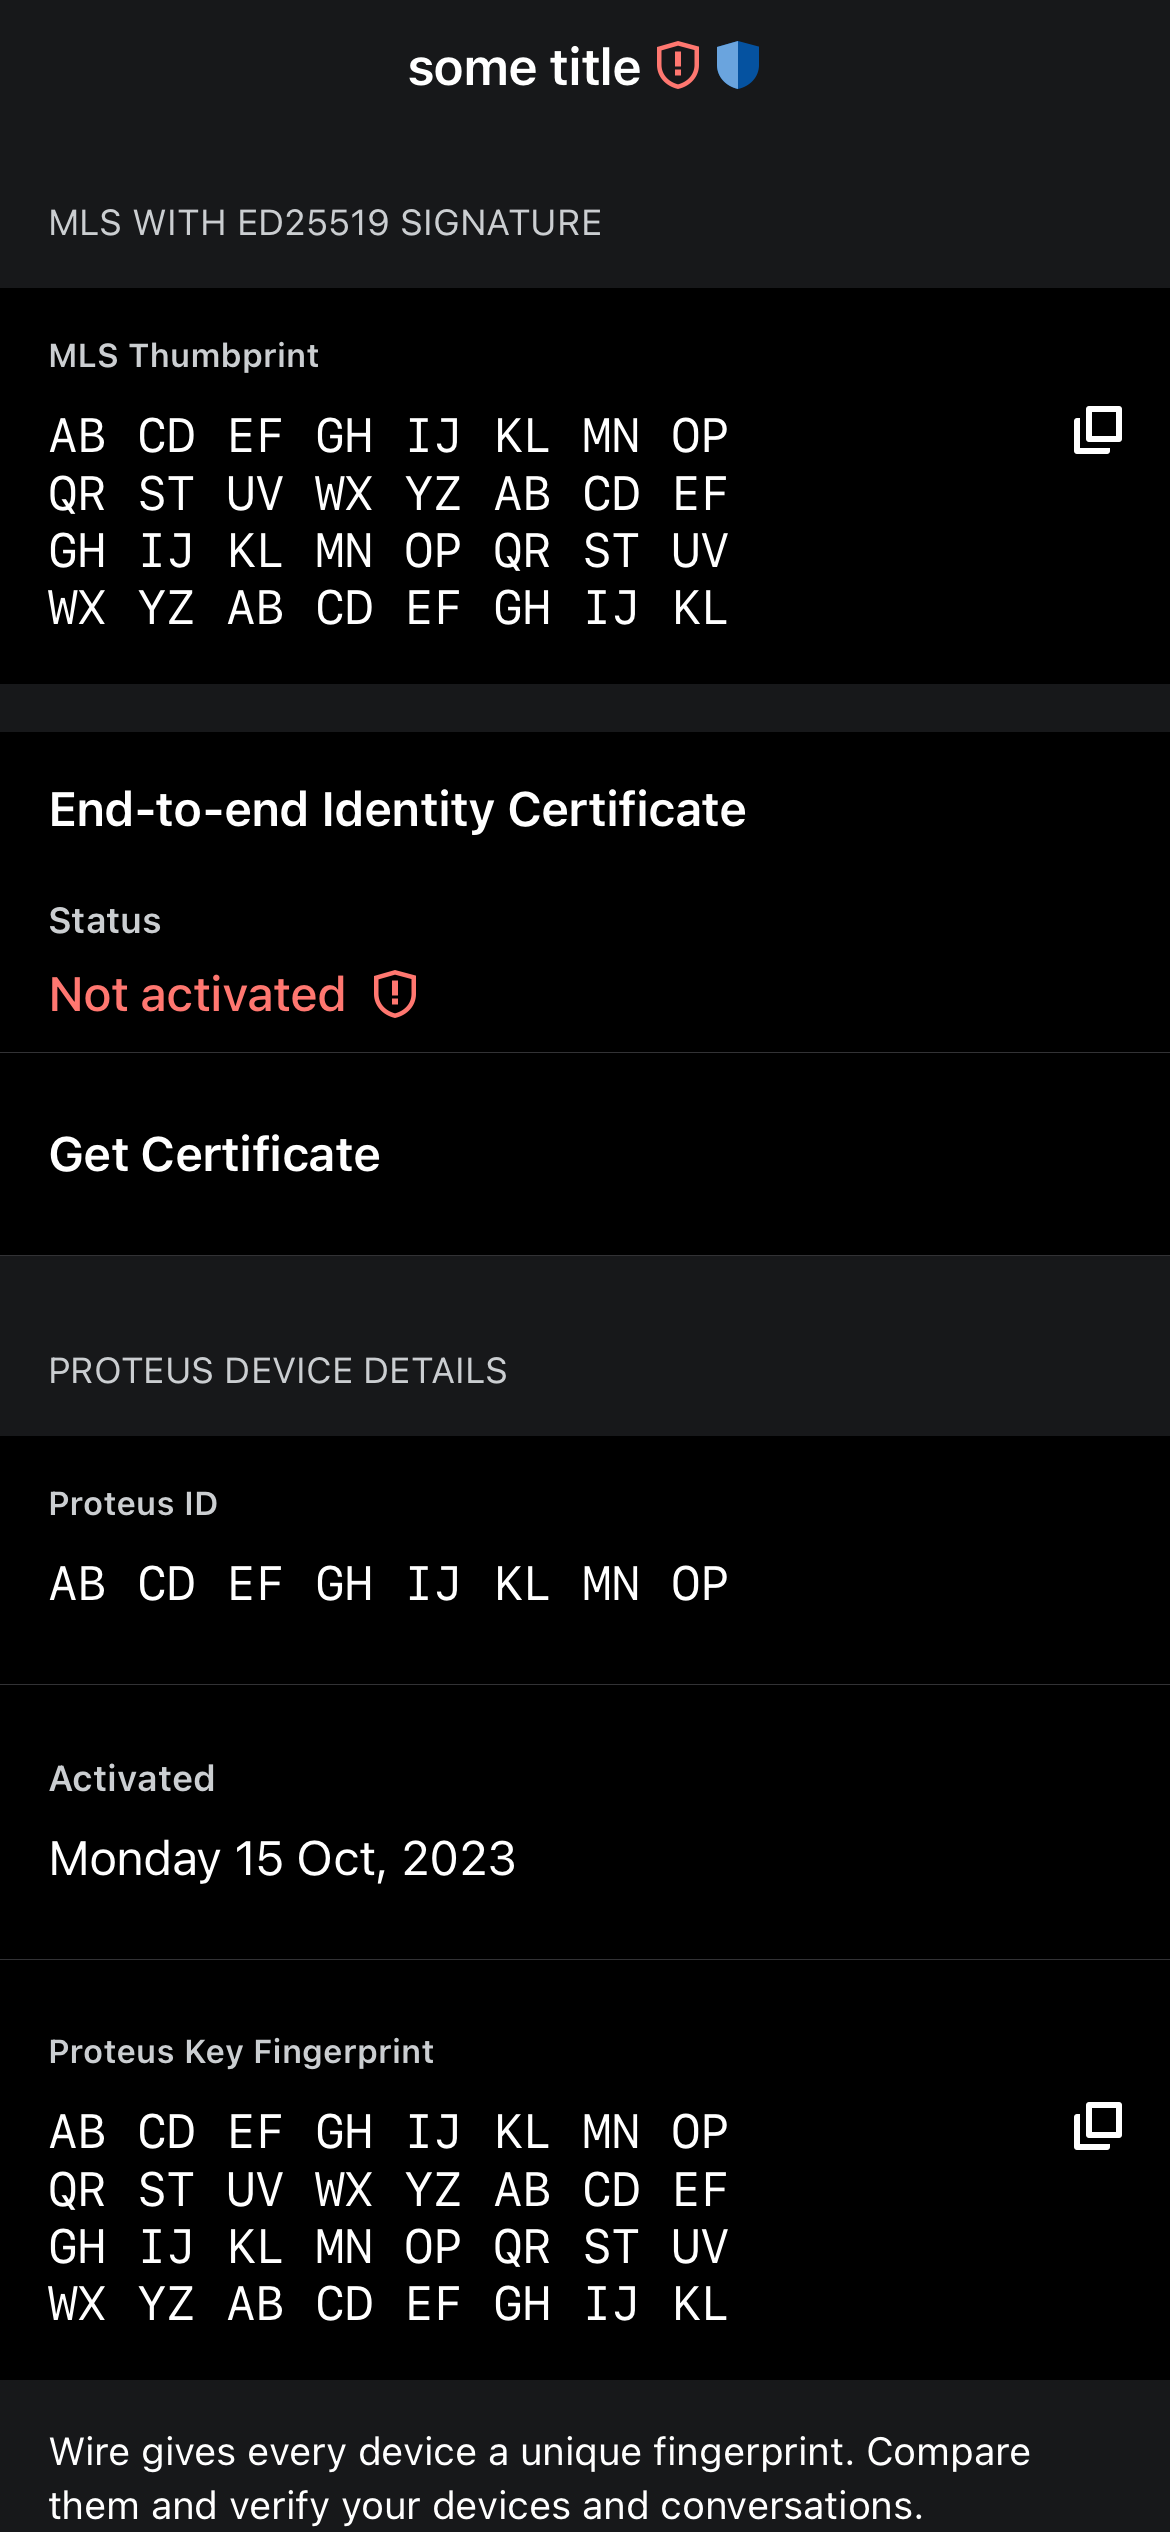 some title
MLS WITH ED25519 SIGNATURE
MLS Thumbprint
AB CD EF GH IJ KL MN OP
QR ST UV WX YZ AB CD EF
GH IJ KL MN OP QR ST UV
WX YZ AB CD EF GH IJ KL
End-to-end Identity Certificate
Status
Not activated
Get Certificate
PROTEUS DEVICE DETAILS
Proteus ID
AB CD EF GH IJ KL MN OP
Activated
Monday 15 Oct, 2023
Proteus Key Fingerprint
AB CD EF GH IJ KL MN OP
QR ST UV WX YZ AB CD EF
GH IJ KL MN OP QR ST UV
WX YZ AB CD EF GH IJ KL
Wire gives every device a unique fingerprint. Compare
them and verify your devices and conversations.